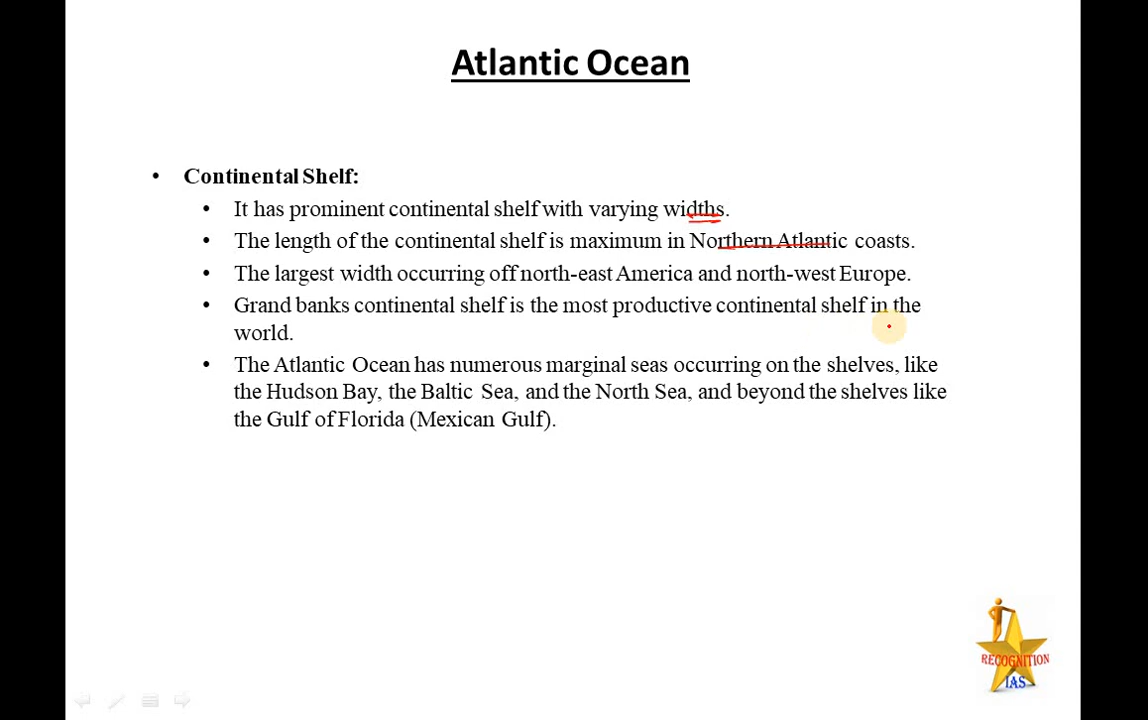 Atlantic Ocean
• Continental Shelf:
• It has prominent continental shelf with varying widths.
• The length of the continental shelf is maximum in Northern Atlantic coasts.
• The largest width occurring off north-east America and north-west Europe.
• Grand banks continental shelf is the most productive continental shelf in the
world.
• The Atlantic Ocean has numerous marginal seas occurring on the shelves, like
the Hudson Bay, the Baltic Sea, and the North Sea, and beyond the shelves like
the Gulf of Florida (Mexican Gulf).
RECOGNITION
IAS